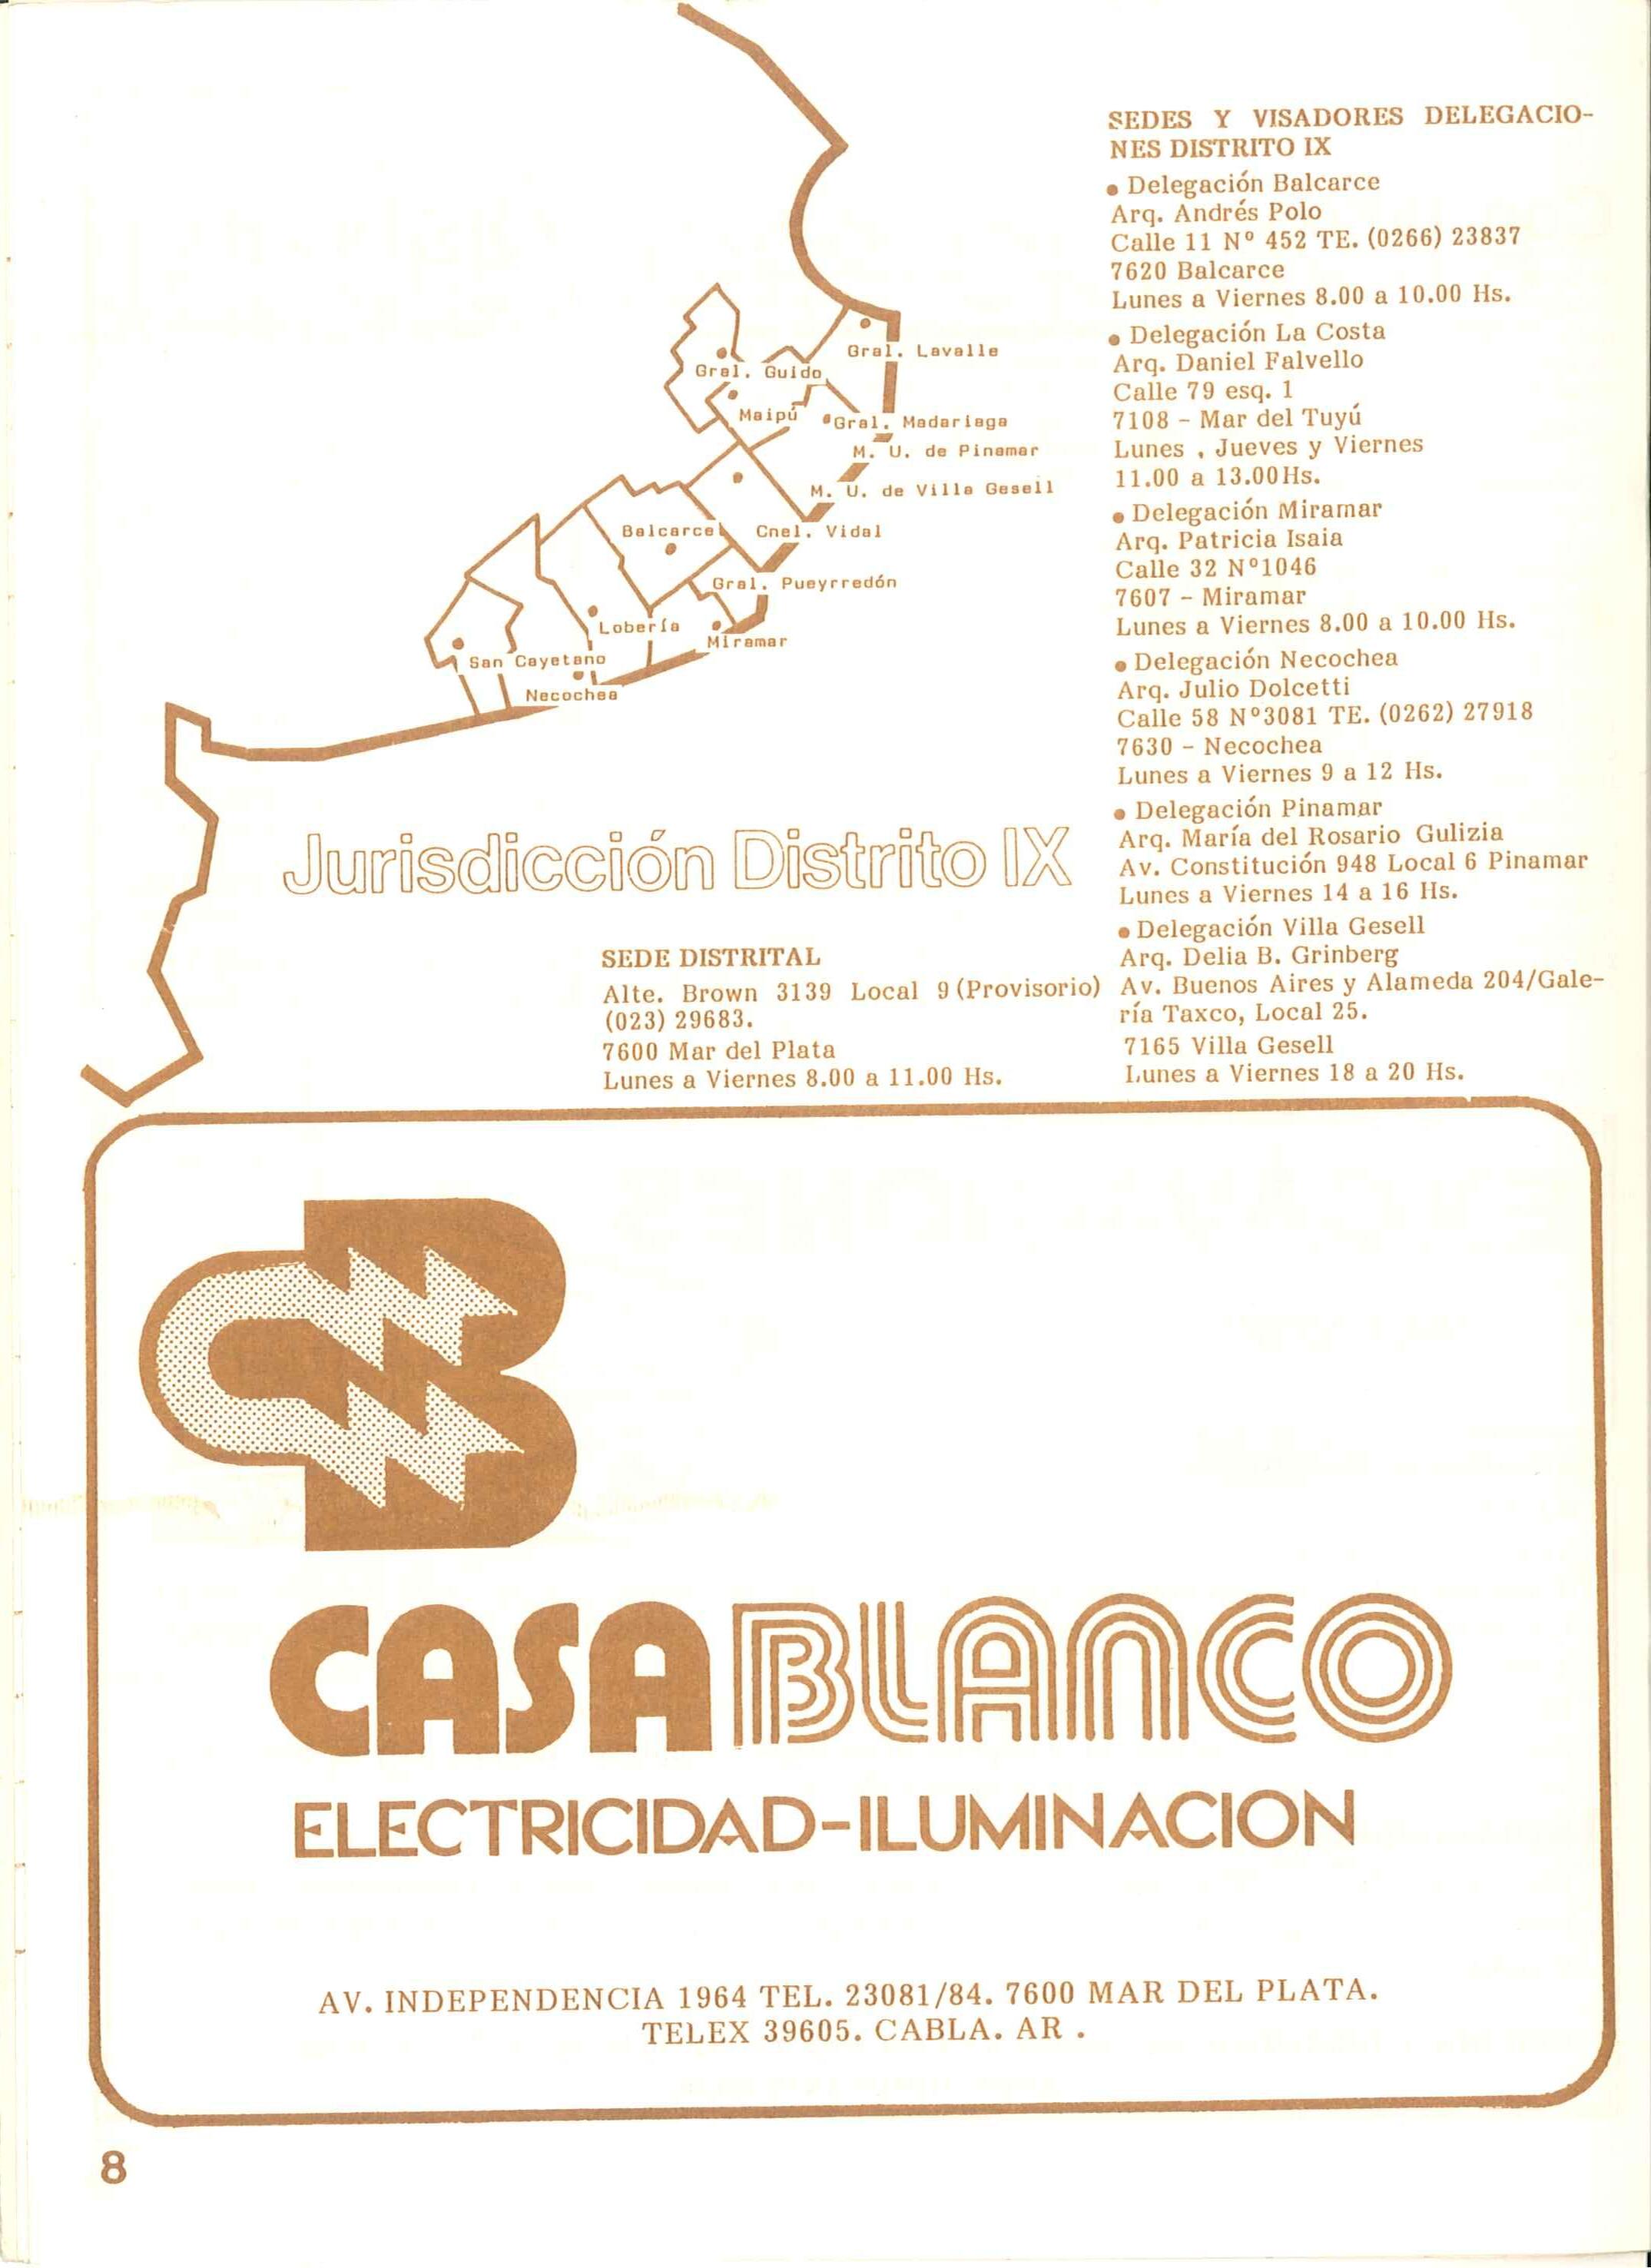 Gral. Lavalle
Gral. Guido
Maipú
Gral. Madariaga
M. U. de Pinamar
M. U. de Villa Gesell
Balcarce
Cnel. Vidal
Gral. Pueyrredón
Lobería
Miramar
San Cayetano
Necochea
Jurisdicción Distrito IX
SEDE DISTRITAL
Alte. Brown 3139 Local 9 (Provisorio)
(023) 29683.
7600 Mar del Plata
Lunes a Viernes 8.00 a 11.00 Hs.
SEDES Y VISADORES DELEGACIO-
NES DISTRITO IX
• Delegación Balcarce
Arq. Andrés Polo
Calle 11 Nº 452 TE. (0266) 23837
7620 Balcarce
Lunes a Viernes 8.00 a 10.00 Hs.
• Delegación La Costa
Arq. Daniel Falvello
Calle 79 esq. 1
7108 - Mar del Tuyú
Lunes , Jueves y Viernes
11.00 a 13.00 Hs.
• Delegación Miramar
Arq. Patricia Isaia
Calle 32 Nº1046
7607 - Miramar
Lunes a Viernes 8.00 a 10.00 Hs.
• Delegación Necochea
Arq. Julio Dolcetti
Calle 58 Nº3081 TE. (0262) 27918
7630 - Necochea
Lunes a Viernes 9 a 12 Hs.
• Delegación Pinamar
Arq. María del Rosario Gulizia
Av. Constitución 948 Local 6 Pinamar
Lunes a Viernes 14 a 16 Hs.
• Delegación Villa Gesell
Arq. Delia B. Grinberg
Av. Buenos Aires y Alameda 204/Gale-
ría Taxco, Local 25.
7165 Villa Gesell
Lunes a Viernes 18 a 20 Hs.
CB
CASA BLANCO
ELECTRICIDAD-ILUMINACION
AV. INDEPENDENCIA 1964 TEL. 23081/84. 7600 MAR DEL PLATA.
TELEX 39605. CABLA. AR .
8